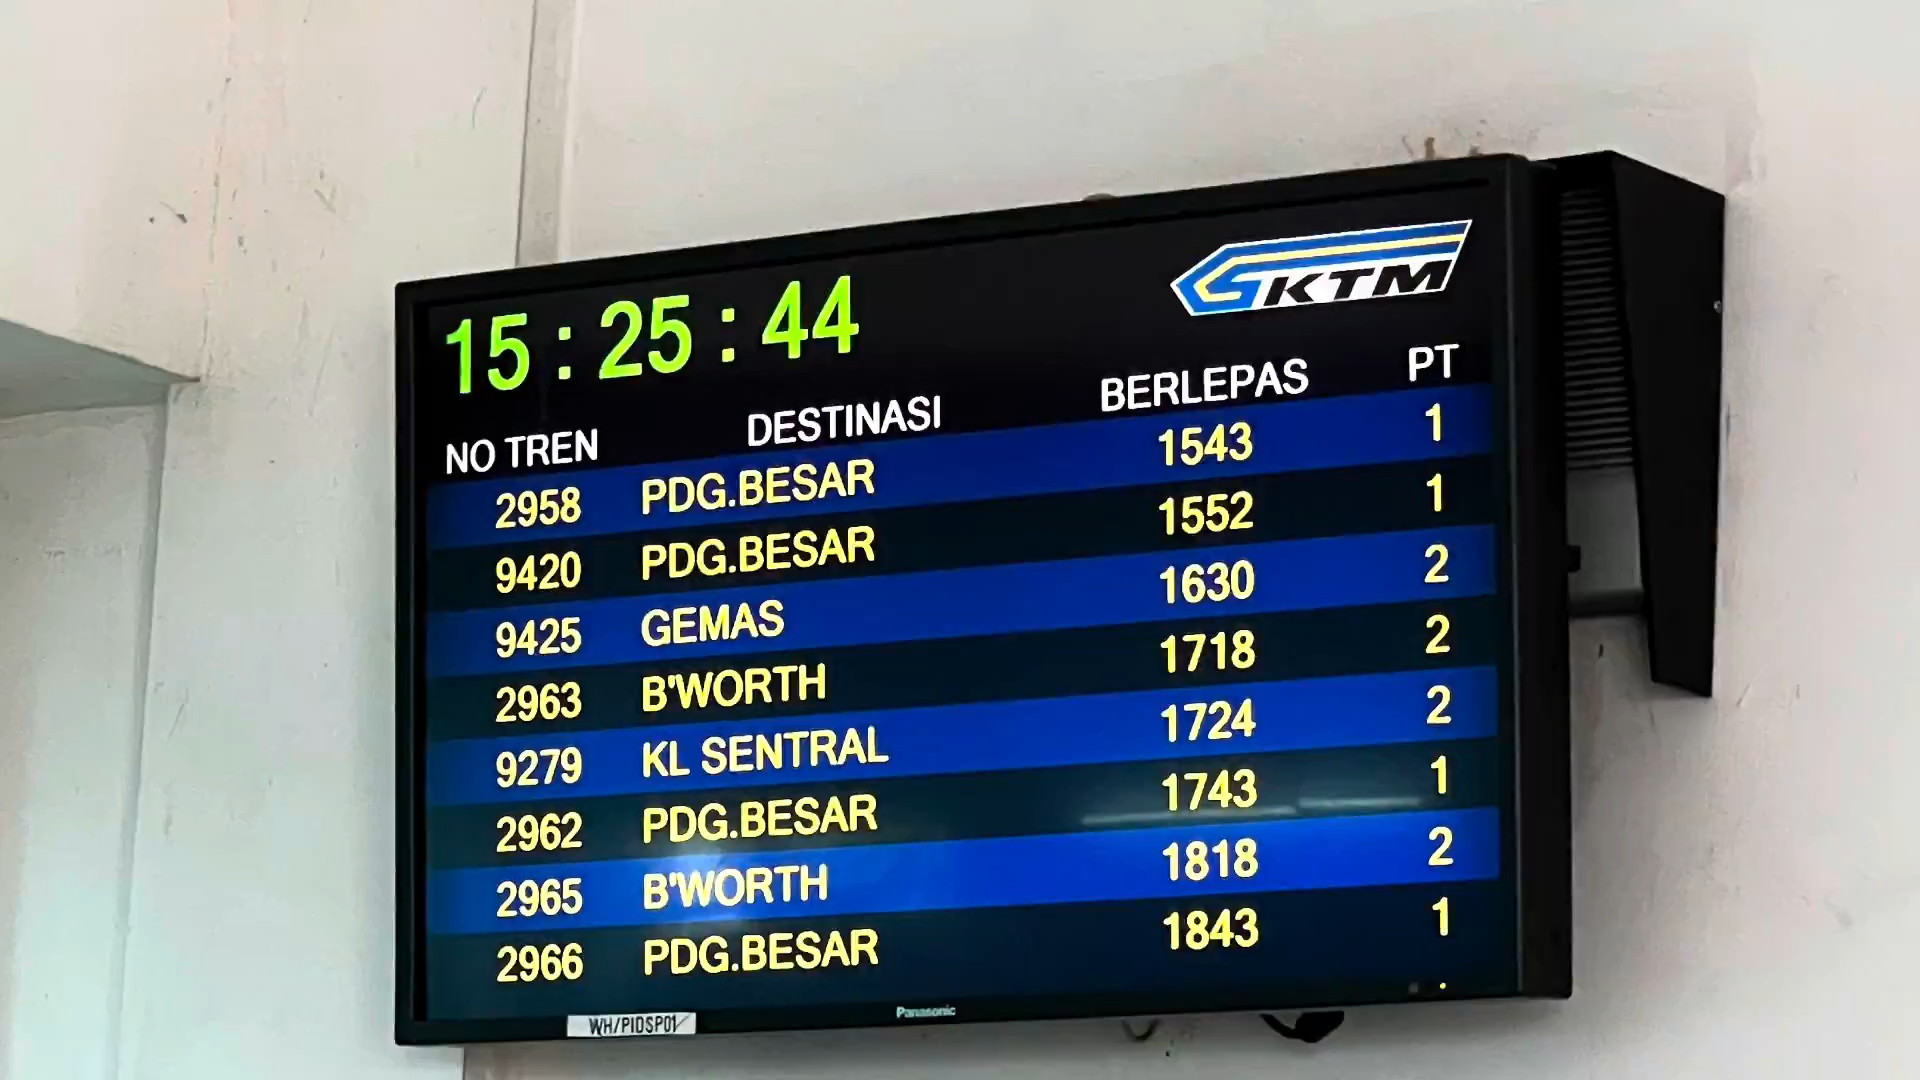 15 : 25 : 44
KTM
NO TREN DESTINASI BERLEPAS PT
2958 PDG.BESAR 1543 1
9420 PDG.BESAR 1552 1
9425 GEMAS 1630 2
2963 B'WORTH 1718 2
9279 KL SENTRAL 1724 2
2962 PDG.BESAR 1743 1
2965 B'WORTH 1818 2
2966 PDG.BESAR 1843 1
WH/PIDSP01
Panasonic